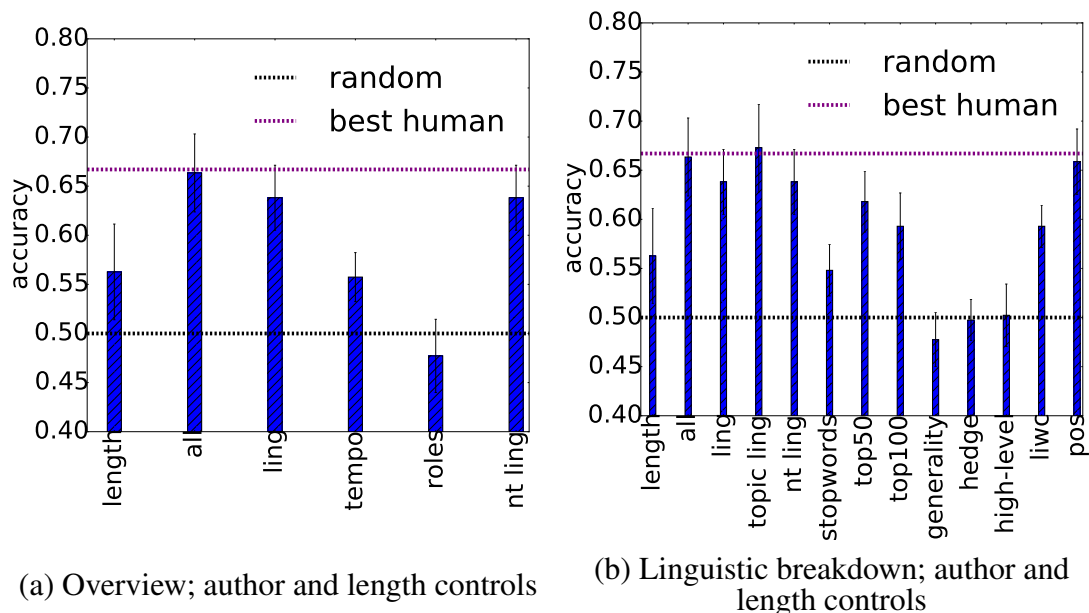 0.80
0.75
0.70
0.65
0.60
0.55
0.50
0.45
0.40
accuracy
random
best human
length
all
ling
tempo
roles
nt ling
(a) Overview; author and length controls
0.80
0.75
0.70
0.65
0.60
0.55
0.50
0.45
0.40
accuracy
random
best human
length
all
ling
topic ling
nt ling
stopwords
top50
top100
generality
hedge
high-level
liwc
pos
(b) Linguistic breakdown; author and
length controls